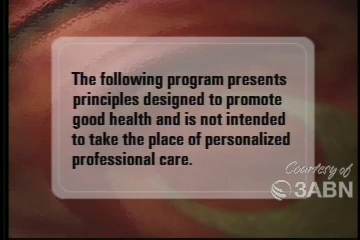 The following program presents
principles designed to promote
good health and is not intended
to take the place of personalized
professional care.
Courtesy of
3ABN